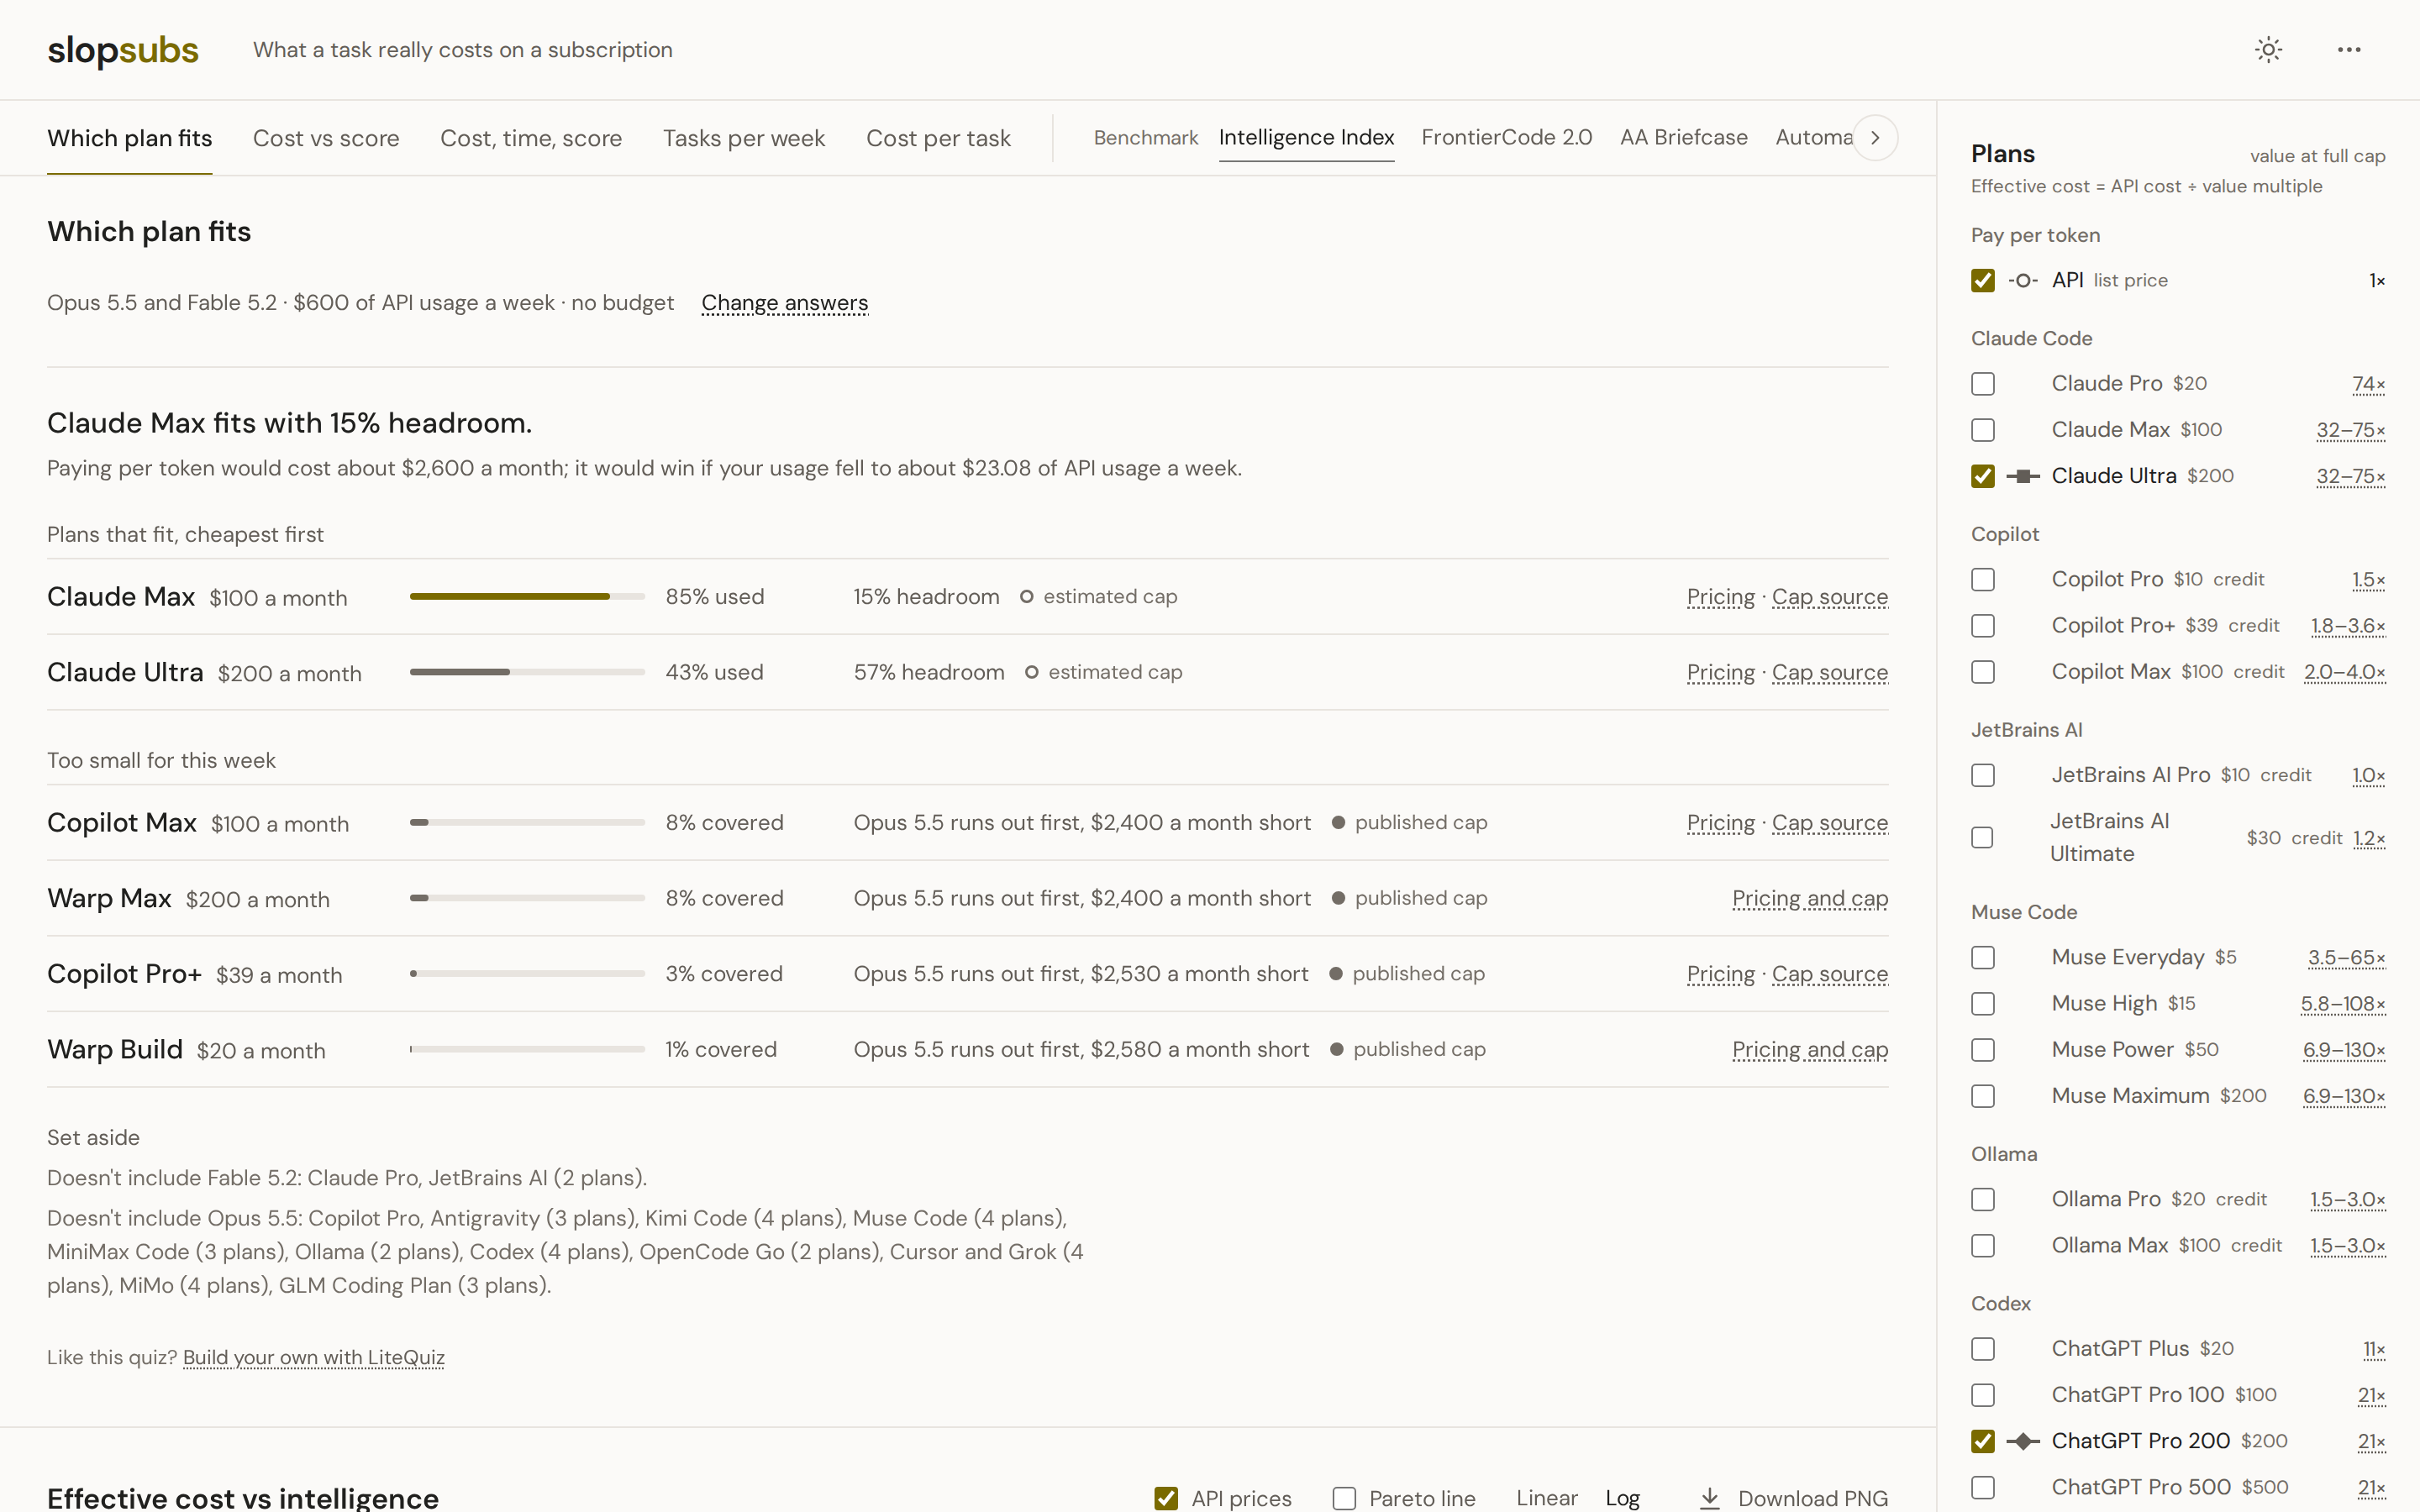 slopsubs
What a task really costs on a subscription
Which plan fits
Cost vs score
Cost, time, score
Tasks per week
Cost per task
Benchmark
Intelligence Index
FrontierCode 2.0
AA Briefcase
Automa
Which plan fits
Opus 5.5 and Fable 5.2 · $600 of API usage a week · no budget Change answers
Claude Max fits with 15% headroom.
Paying per token would cost about $2,600 a month; it would win if your usage fell to about $23.08 of API usage a week.
Plans that fit, cheapest first
Claude Max $100 a month 85% used 15% headroom estimated cap Pricing · Cap source
Claude Ultra $200 a month 43% used 57% headroom estimated cap Pricing · Cap source
Too small for this week
Copilot Max $100 a month 8% covered Opus 5.5 runs out first, $2,400 a month short published cap Pricing · Cap source
Warp Max $200 a month 8% covered Opus 5.5 runs out first, $2,400 a month short published cap Pricing and cap
Copilot Pro+ $39 a month 3% covered Opus 5.5 runs out first, $2,530 a month short published cap Pricing · Cap source
Warp Build $20 a month 1% covered Opus 5.5 runs out first, $2,580 a month short published cap Pricing and cap
Set aside
Doesn't include Fable 5.2: Claude Pro, JetBrains AI (2 plans).
Doesn't include Opus 5.5: Copilot Pro, Antigravity (3 plans), Kimi Code (4 plans), Muse Code (4 plans),
MiniMax Code (3 plans), Ollama (2 plans), Codex (4 plans), OpenCode Go (2 plans), Cursor and Grok (4
plans), MiMo (4 plans), GLM Coding Plan (3 plans).
Like this quiz? Build your own with LiteQuiz
Effective cost vs intelligence
API prices
Pareto line
Linear
Log
Download PNG
Plans value at full cap
Effective cost = API cost ÷ value multiple
Pay per token
API list price 1×
Claude Code
Claude Pro $20 74×
Claude Max $100 32–75×
Claude Ultra $200 32–75×
Copilot
Copilot Pro $10 credit 1.5×
Copilot Pro+ $39 credit 1.8–3.6×
Copilot Max $100 credit 2.0–4.0×
JetBrains AI
JetBrains AI Pro $10 credit 1.0×
JetBrains AI
Ultimate $30 credit 1.2×
Muse Code
Muse Everyday $5 3.5–65×
Muse High $15 5.8–108×
Muse Power $50 6.9–130×
Muse Maximum $200 6.9–130×
Ollama
Ollama Pro $20 credit 1.5–3.0×
Ollama Max $100 credit 1.5–3.0×
Codex
ChatGPT Plus $20 11×
ChatGPT Pro 100 $100 21×
ChatGPT Pro 200 $200 21×
ChatGPT Pro 500 $500 21×